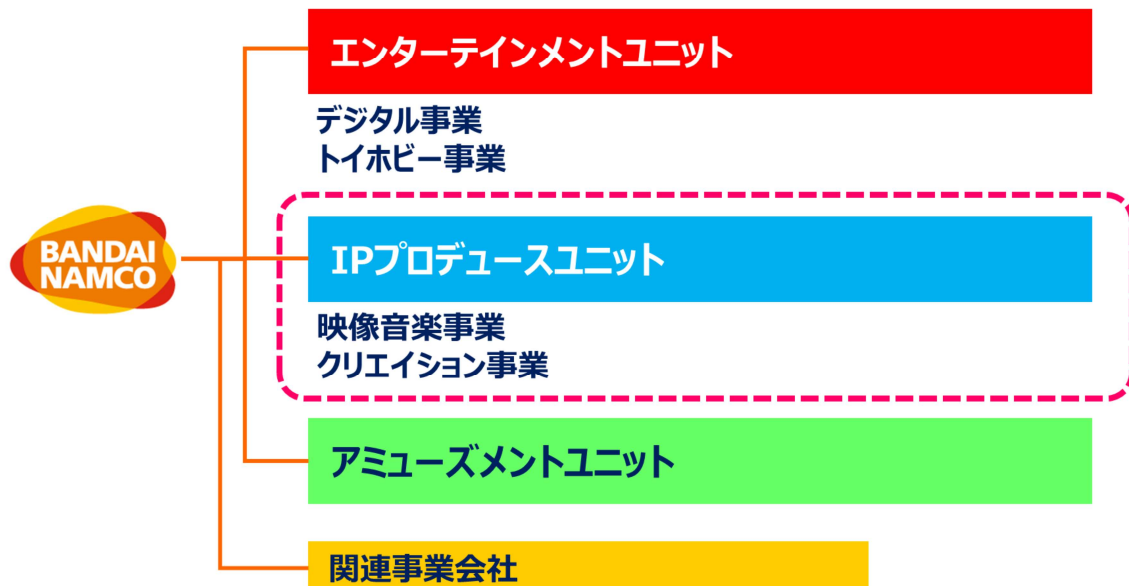 エンターテインメントユニット
デジタル事業
トイホビー事業
BANDAI
NAMCO
IPプロデュースユニット
映像音楽事業
クリエイション事業
アミューズメントユニット
関連事業会社